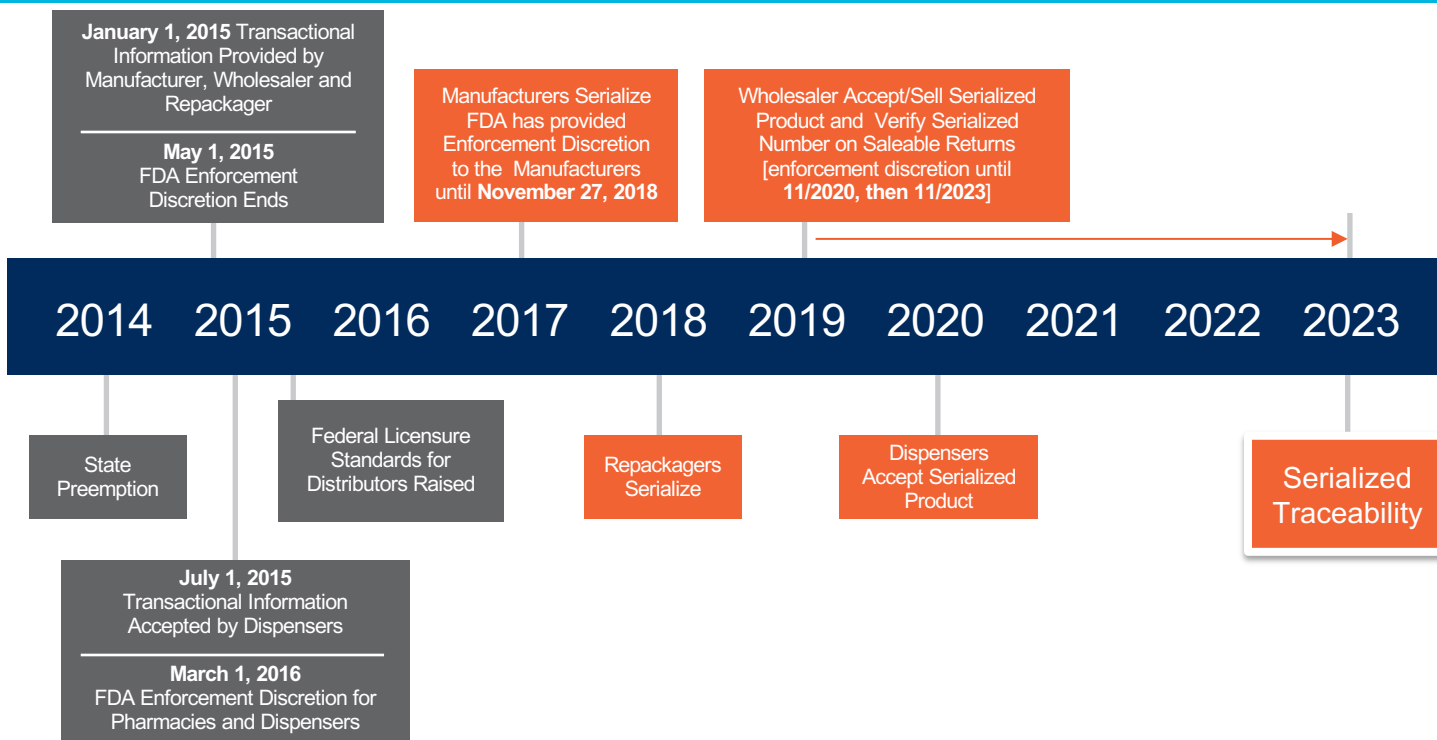 January 1, 2015 Transactional
Information Provided by
Manufacturer, Wholesaler and
Repackager
May 1, 2015
FDA Enforcement
Discretion Ends
Manufacturers Serialize
FDA has provided
Enforcement Discretion
to the Manufacturers
until November 27, 2018
Wholesaler Accept/Sell Serialized
Product and Verify Serialized
Number on Saleable Returns
[enforcement discretion until
11/2020, then 11/2023]
2014 2015 2016 2017 2018 2019 2020 2021 2022 2023
State
Preemption
Federal Licensure
Standards for
Distributors Raised
Repackagers
Serialize
Dispensers
Accept Serialized
Product
Serialized
Traceability
July 1, 2015
Transactional Information
Accepted by Dispensers
March 1, 2016
FDA Enforcement Discretion for
Pharmacies and Dispensers